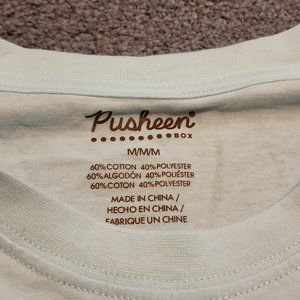 Pusheen®
BOX
M/M/M
60%COTTON 40%POLYESTER
60%ALGODÓN 40%POLIÉSTER
60%COTON 40%POLYESTER
MADE IN CHINA /
HECHO EN CHINA /
FABRIQUE UN CHINE